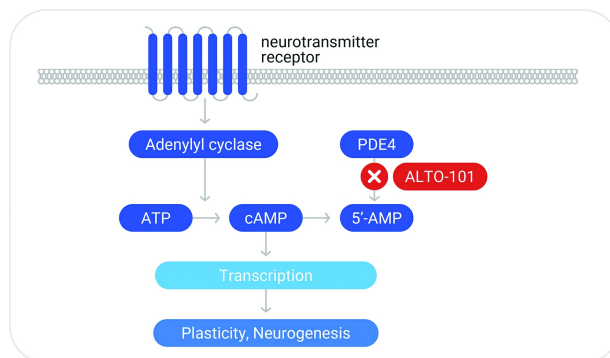 neurotransmitter
receptor
Adenylyl cyclase
PDE4
ALTO-101
ATP
cAMP
5′-AMP
Transcription
Plasticity, Neurogenesis